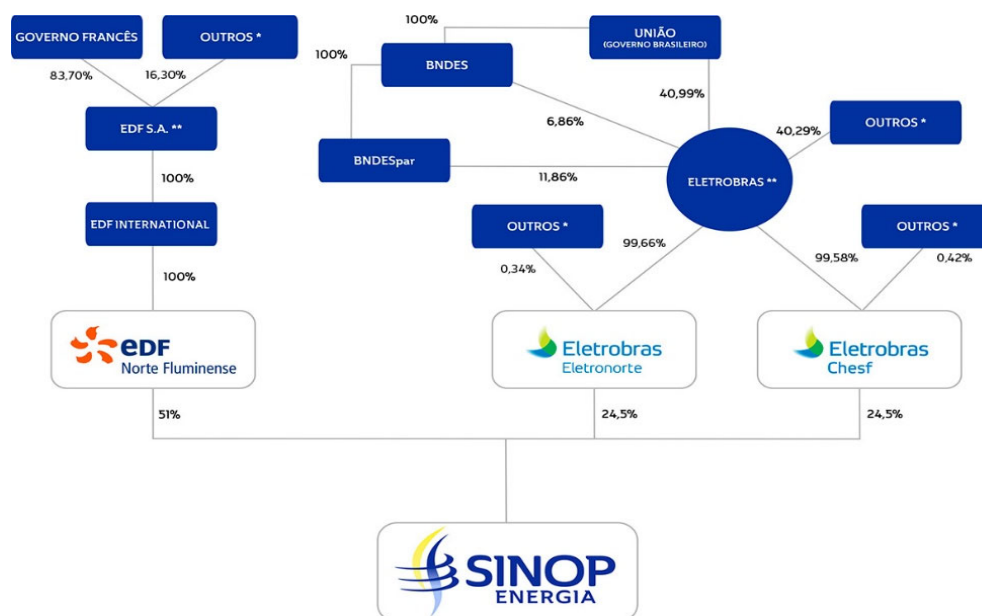 100%
UNIÃO
(GOVERNO BRASILEIRO)
GOVERNO FRANCÊS
OUTROS *
100%
BNDES
83,70%
16,30%
40,99%
6,86%
40,29%
OUTROS *
EDF S.A. **
BNDESpar
11,86%
ELETROBRAS **
100%
EDF INTERNATIONAL
OUTROS *
99,66%
OUTROS *
0,34%
99,58%
0,42%
100%
eDF
Norte Fluminense
Eletrobras
Eletronorte
Eletrobras
Chesf
51%
24,5%
24,5%
SINOP
ENERGIA